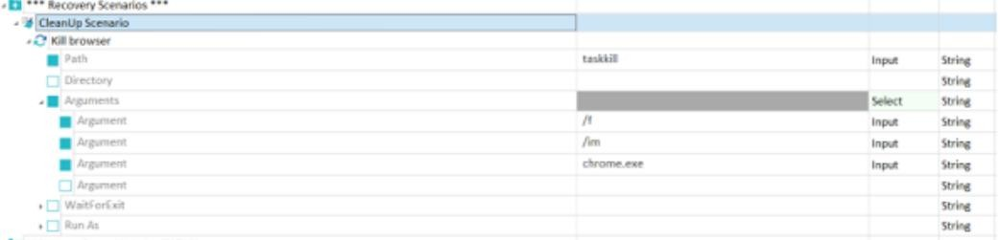 *** Recovery Scenarios ***
CleanUp Scenario
Kill browser
Path taskkill Input String
Directory String
Arguments Select String
Argument /f Input String
Argument /im Input String
Argument chrome.exe Input String
Argument String
WaitForExit String
Run As String